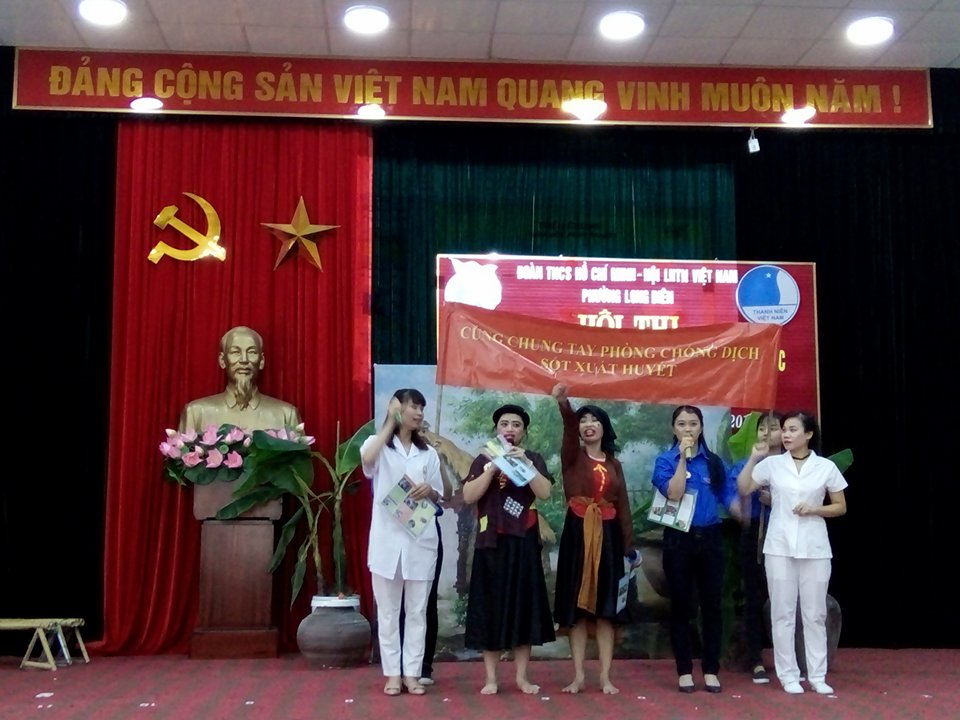 ĐẢNG CỘNG SẢN VIỆT NAM QUANG VINH MUÔN NĂM !
ĐOÀN TNCS HỒ CHÍ MINH - HỘI LHTN VIỆT NAM
PHƯỜNG LONG BIÊN
HỘI THI
THANH NIÊN
VIỆT NAM
CÙNG CHUNG TAY PHÒNG CHỐNG DỊCH
SỐT XUẤT HUYẾT